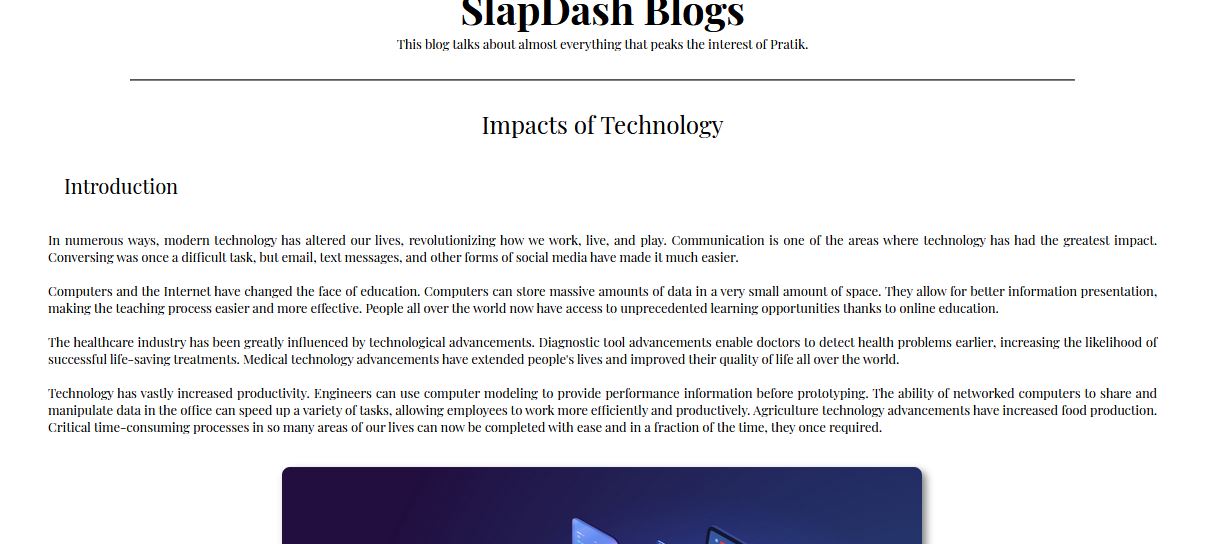 SlapDash Blogs
This blog talks about almost everything that peaks the interest of Pratik.
Impacts of Technology
Introduction
In numerous ways, modern technology has altered our lives, revolutionizing how we work, live, and play. Communication is one of the areas where technology has had the greatest impact.
Conversing was once a difficult task, but email, text messages, and other forms of social media have made it much easier.
Computers and the Internet have changed the face of education. Computers can store massive amounts of data in a very small amount of space. They allow for better information presentation,
making the teaching process easier and more effective. People all over the world now have access to unprecedented learning opportunities thanks to online education.
The healthcare industry has been greatly influenced by technological advancements. Diagnostic tool advancements enable doctors to detect health problems earlier, increasing the likelihood of
successful life-saving treatments. Medical technology advancements have extended people's lives and improved their quality of life all over the world.
Technology has vastly increased productivity. Engineers can use computer modeling to provide performance information before prototyping. The ability of networked computers to share and
manipulate data in the office can speed up a variety of tasks, allowing employees to work more efficiently and productively. Agriculture technology advancements have increased food production.
Critical time-consuming processes in so many areas of our lives can now be completed with ease and in a fraction of the time, they once required.